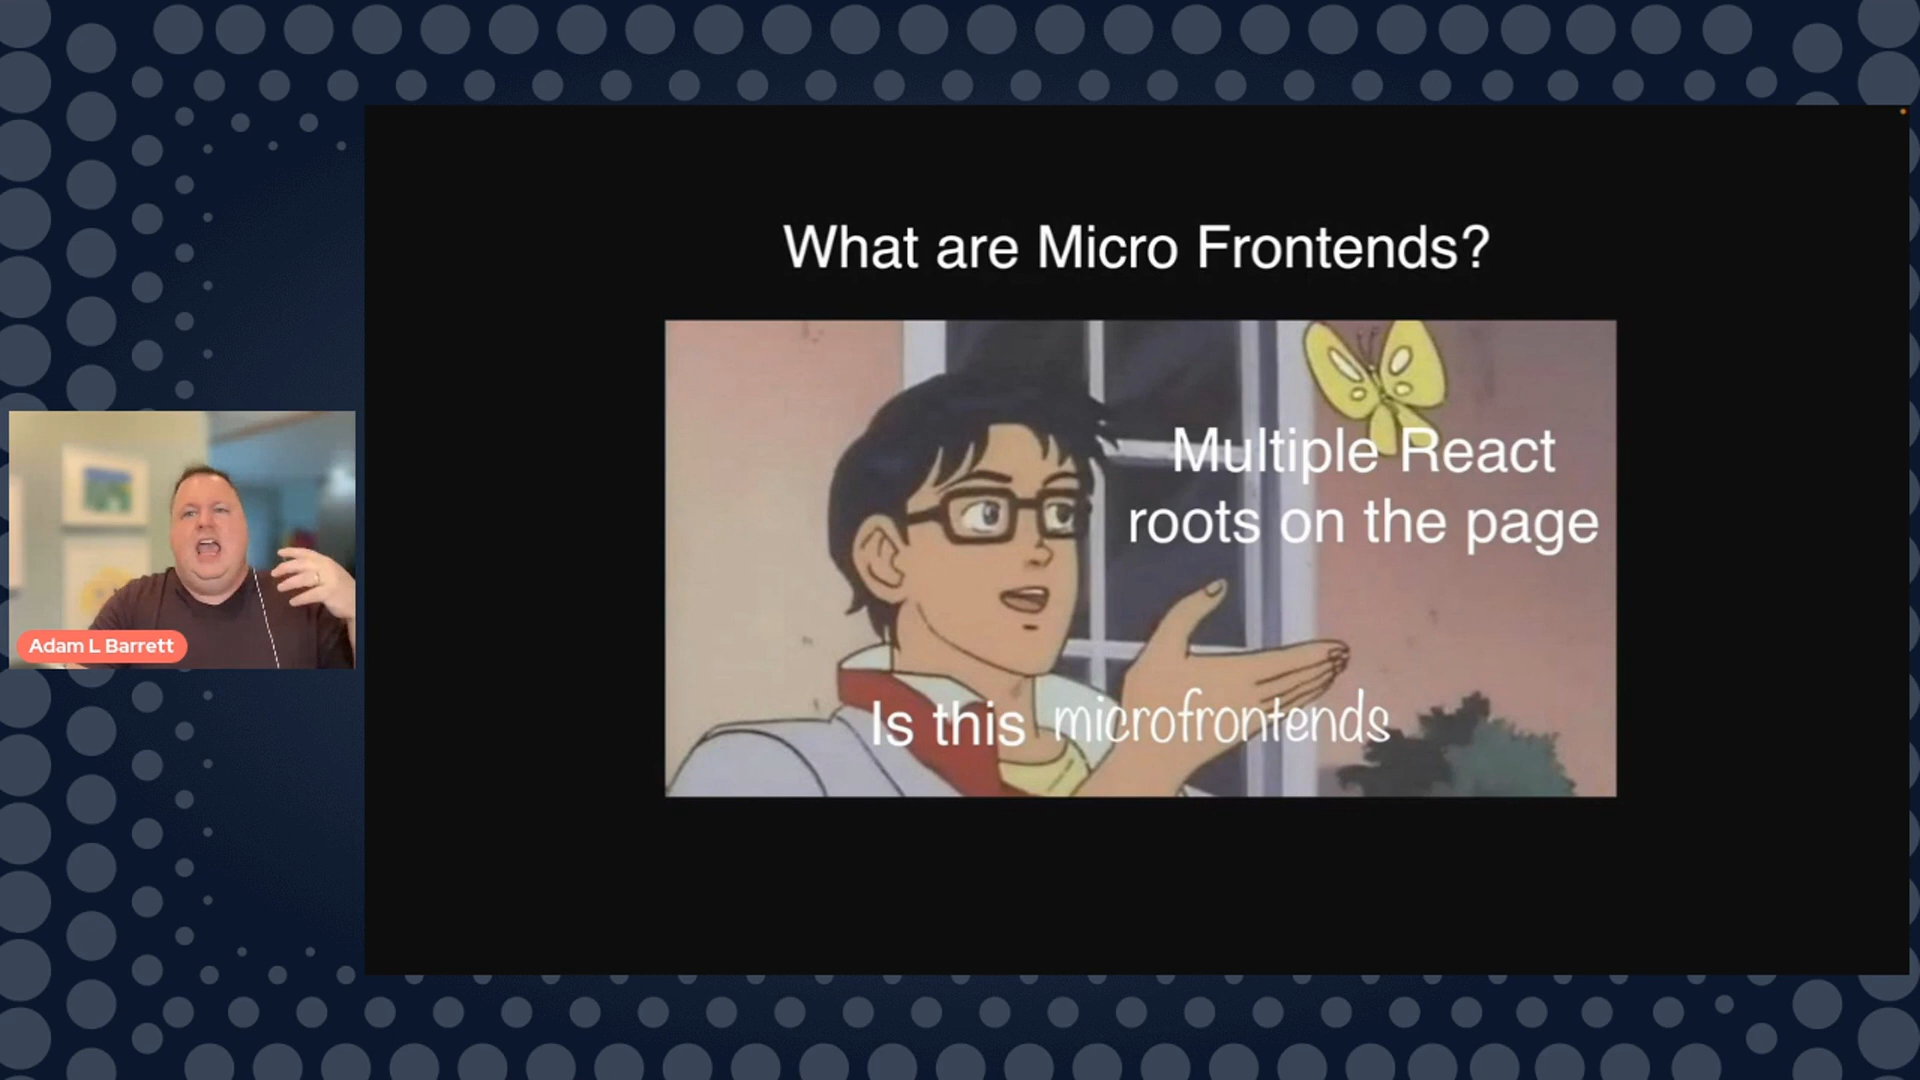 What are Micro Frontends?
Multiple React
roots on the page
Is this microfrontends
Adam L Barrett